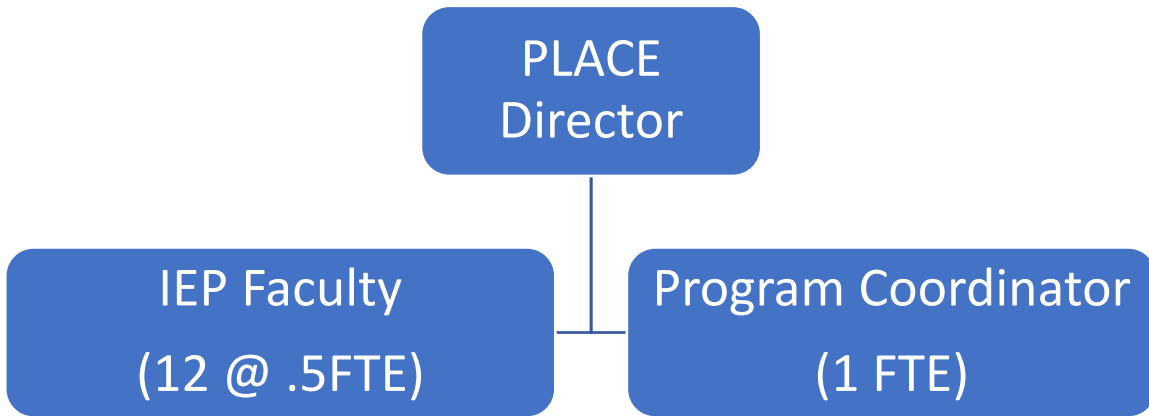 PLACE
Director
IEP Faculty
(12 @ .5FTE)
Program Coordinator
(1 FTE)